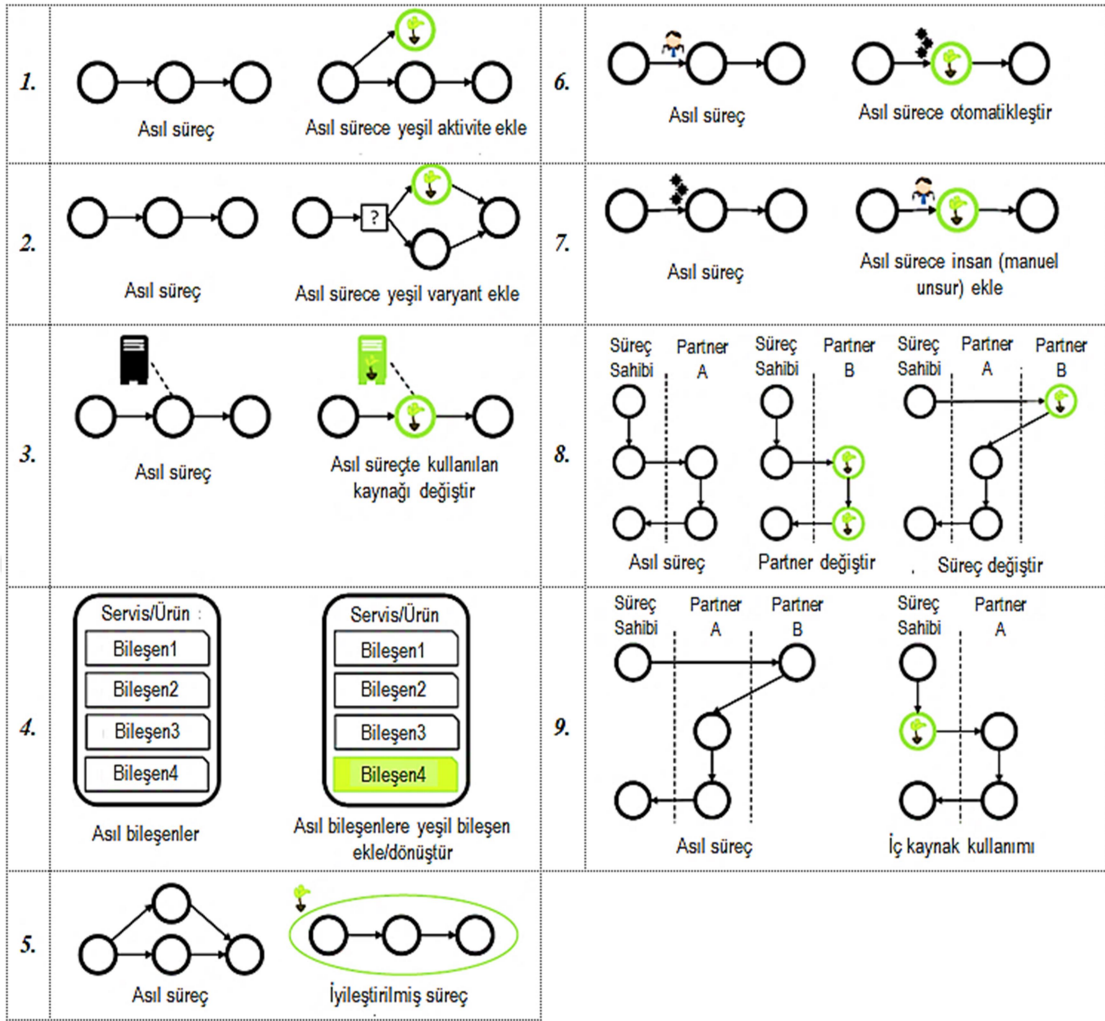 1.
Asıl süreç
Asıl sürece yeşil aktivite ekle
2.
?
Asıl süreç
Asıl sürece yeşil varyant ekle
3.
Asıl süreç
Asıl süreçte kullanılan
kaynağı değiştir
4.
Servis/Ürün :
Bileşen1
Bileşen2
Bileşen3
Bileşen4
Asıl bileşenler
Servis/Ürün
Bileşen1
Bileşen2
Bileşen3
Bileşen4
Asıl bileşenlere yeşil bileşen
ekle/dönüştür
5.
Asıl süreç
İyileştirilmiş süreç
6.
Asıl süreç
Asıl sürece otomatikleştir
7.
Asıl süreç
Asıl sürece insan (manuel
unsur) ekle
8.
Süreç
Sahibi
Partner
A
Asıl süreç
Süreç
Sahibi
Partner
B
Partner değiştir
Süreç
Sahibi
Partner
A
Partner
B
Süreç değiştir
9.
Süreç
Sahibi
Partner
A
Partner
B
Asıl süreç
Süreç
Sahibi
Partner
A
İç kaynak kullanımı